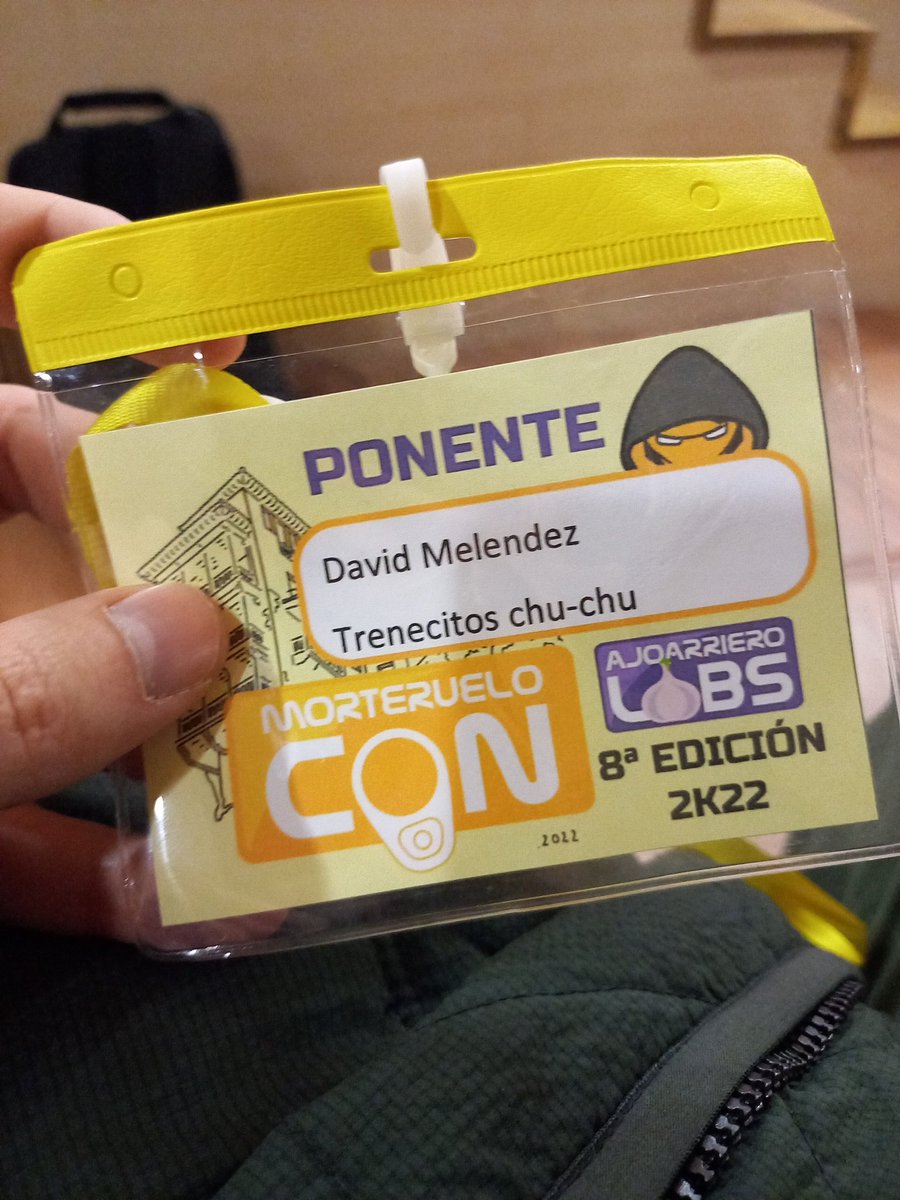 PONENTE
David Melendez
Trenecitos chu-chu
MORTERUELO
CON
2022
AJOARRIERO
LABS
8ª EDICIÓN
2K22